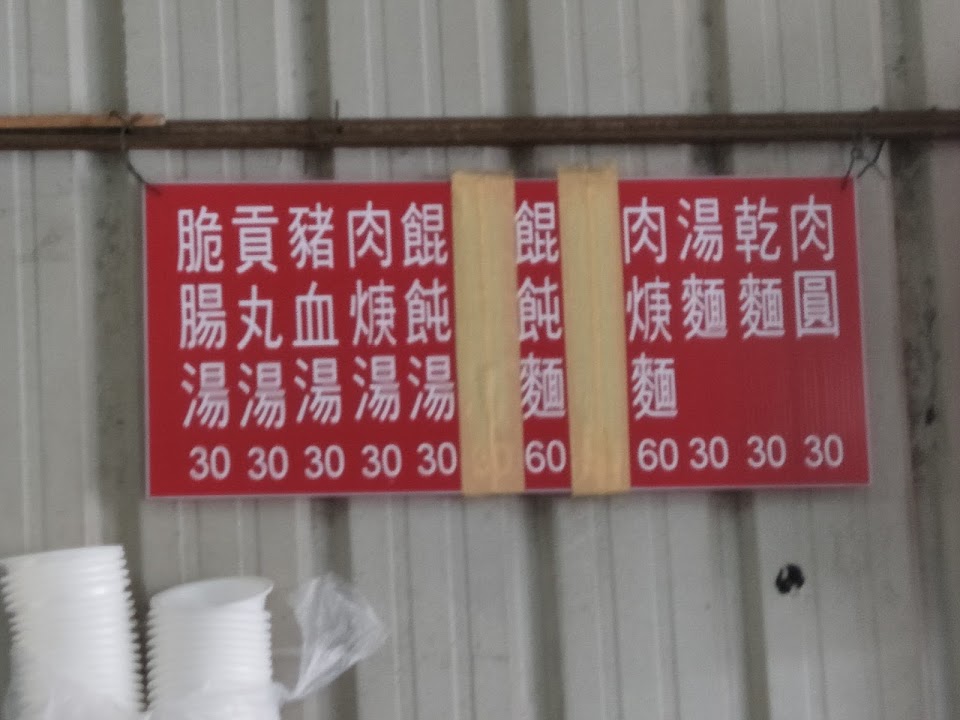 肉圓 30
乾麵 30
湯麵 30
肉焿麵 60
餛飩麵 60
餛飩湯 30
肉焿湯 30
豬血湯 30
貢丸湯 30
脆腸湯 30